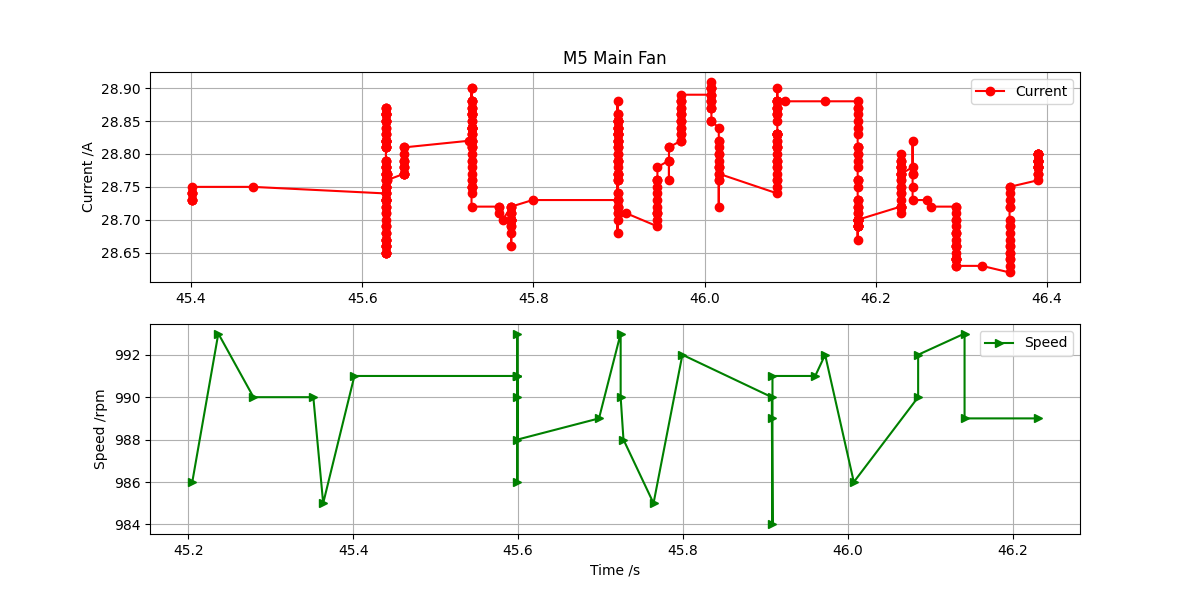 M5 Main Fan
Current /A
28.90
28.85
28.80
28.75
28.70
28.65
Current
45.4 45.6 45.8 46.0 46.2 46.4
Speed /rpm
992
990
988
986
984
Speed
45.2 45.4 45.6 45.8 46.0 46.2
Time /s